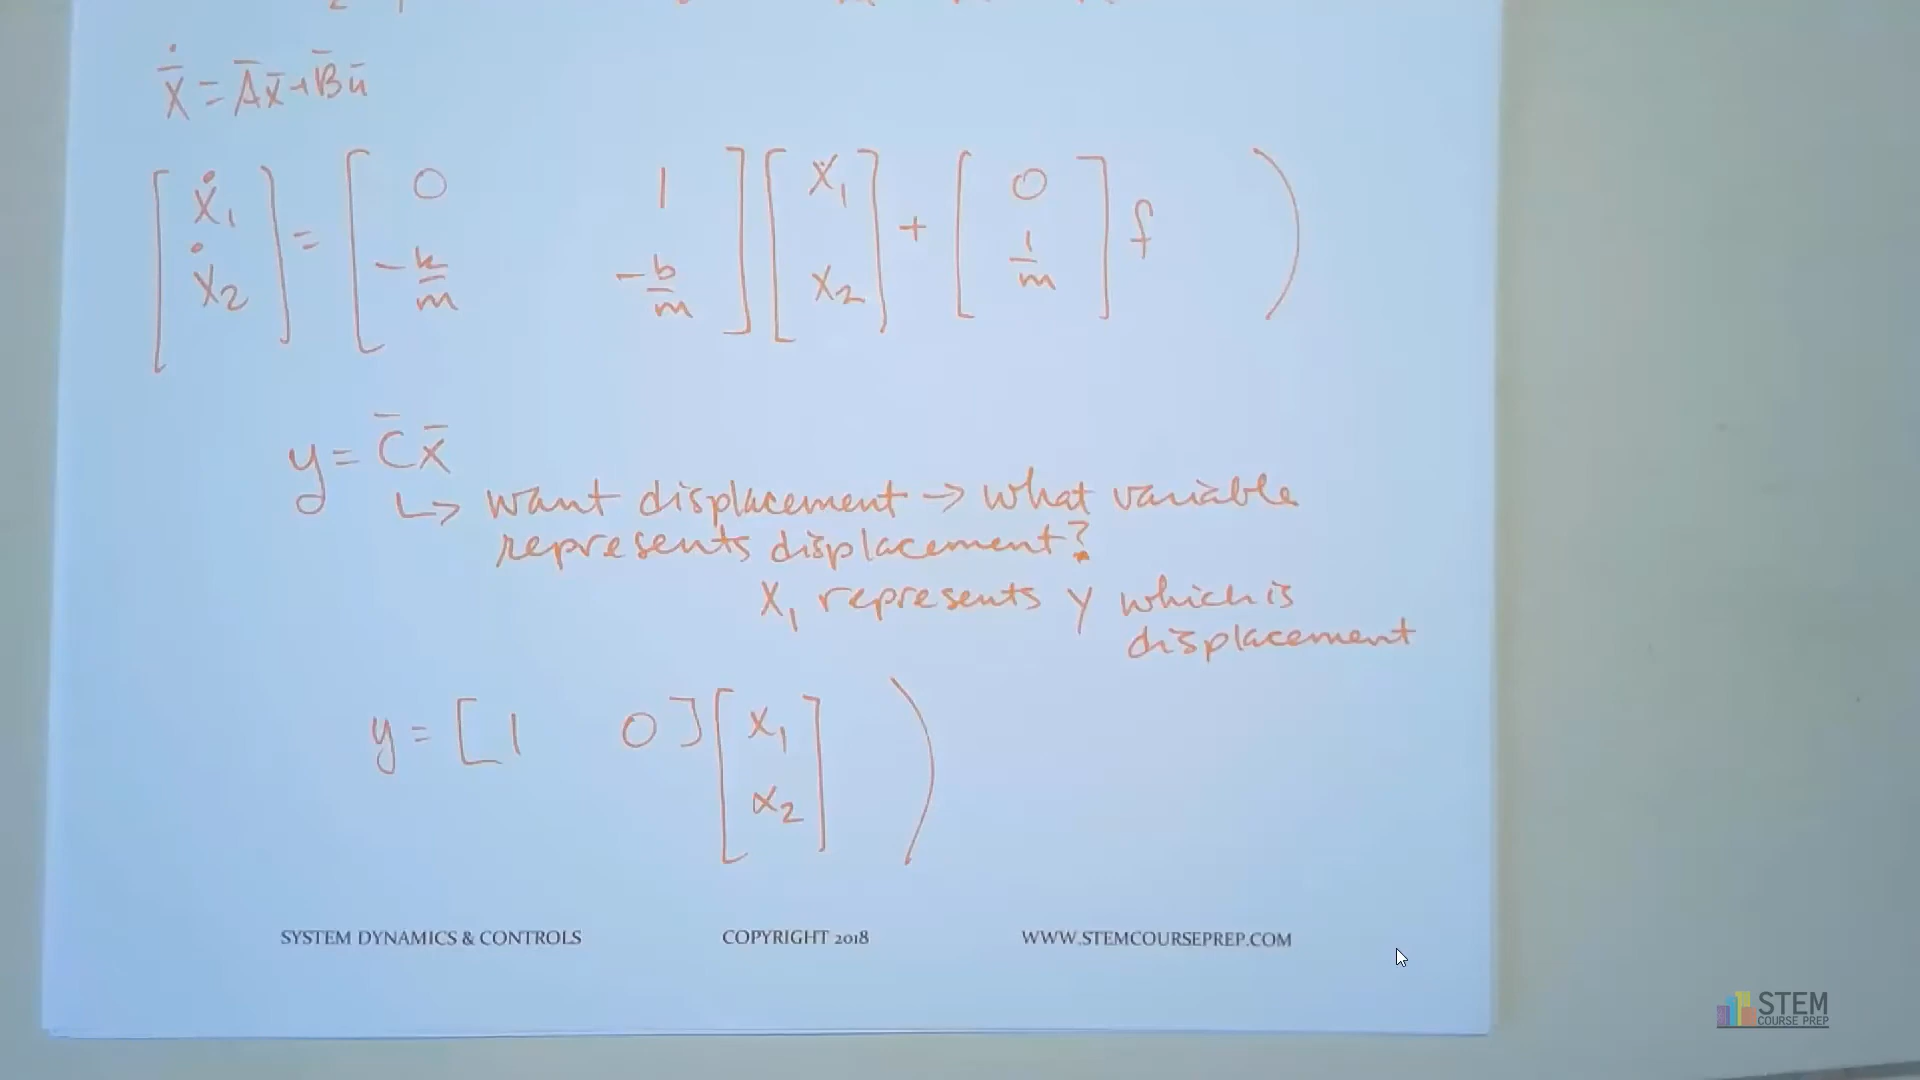 ẋ̄ = A̅x̄ + B̅ū
[ẋ₁ ẋ₂] = [0 1 -k/m -b/m] [x₁ x₂] + [0 1/m] f )
y = C̅x̄
↳ want displacement → what variable
represents displacement?
x₁ represents y which is
displacement
y = [1 0] [x₁ x₂] )
SYSTEM DYNAMICS & CONTROLS COPYRIGHT 2018 WWW.STEMCOURSEPREP.COM
STEM
COURSE PREP